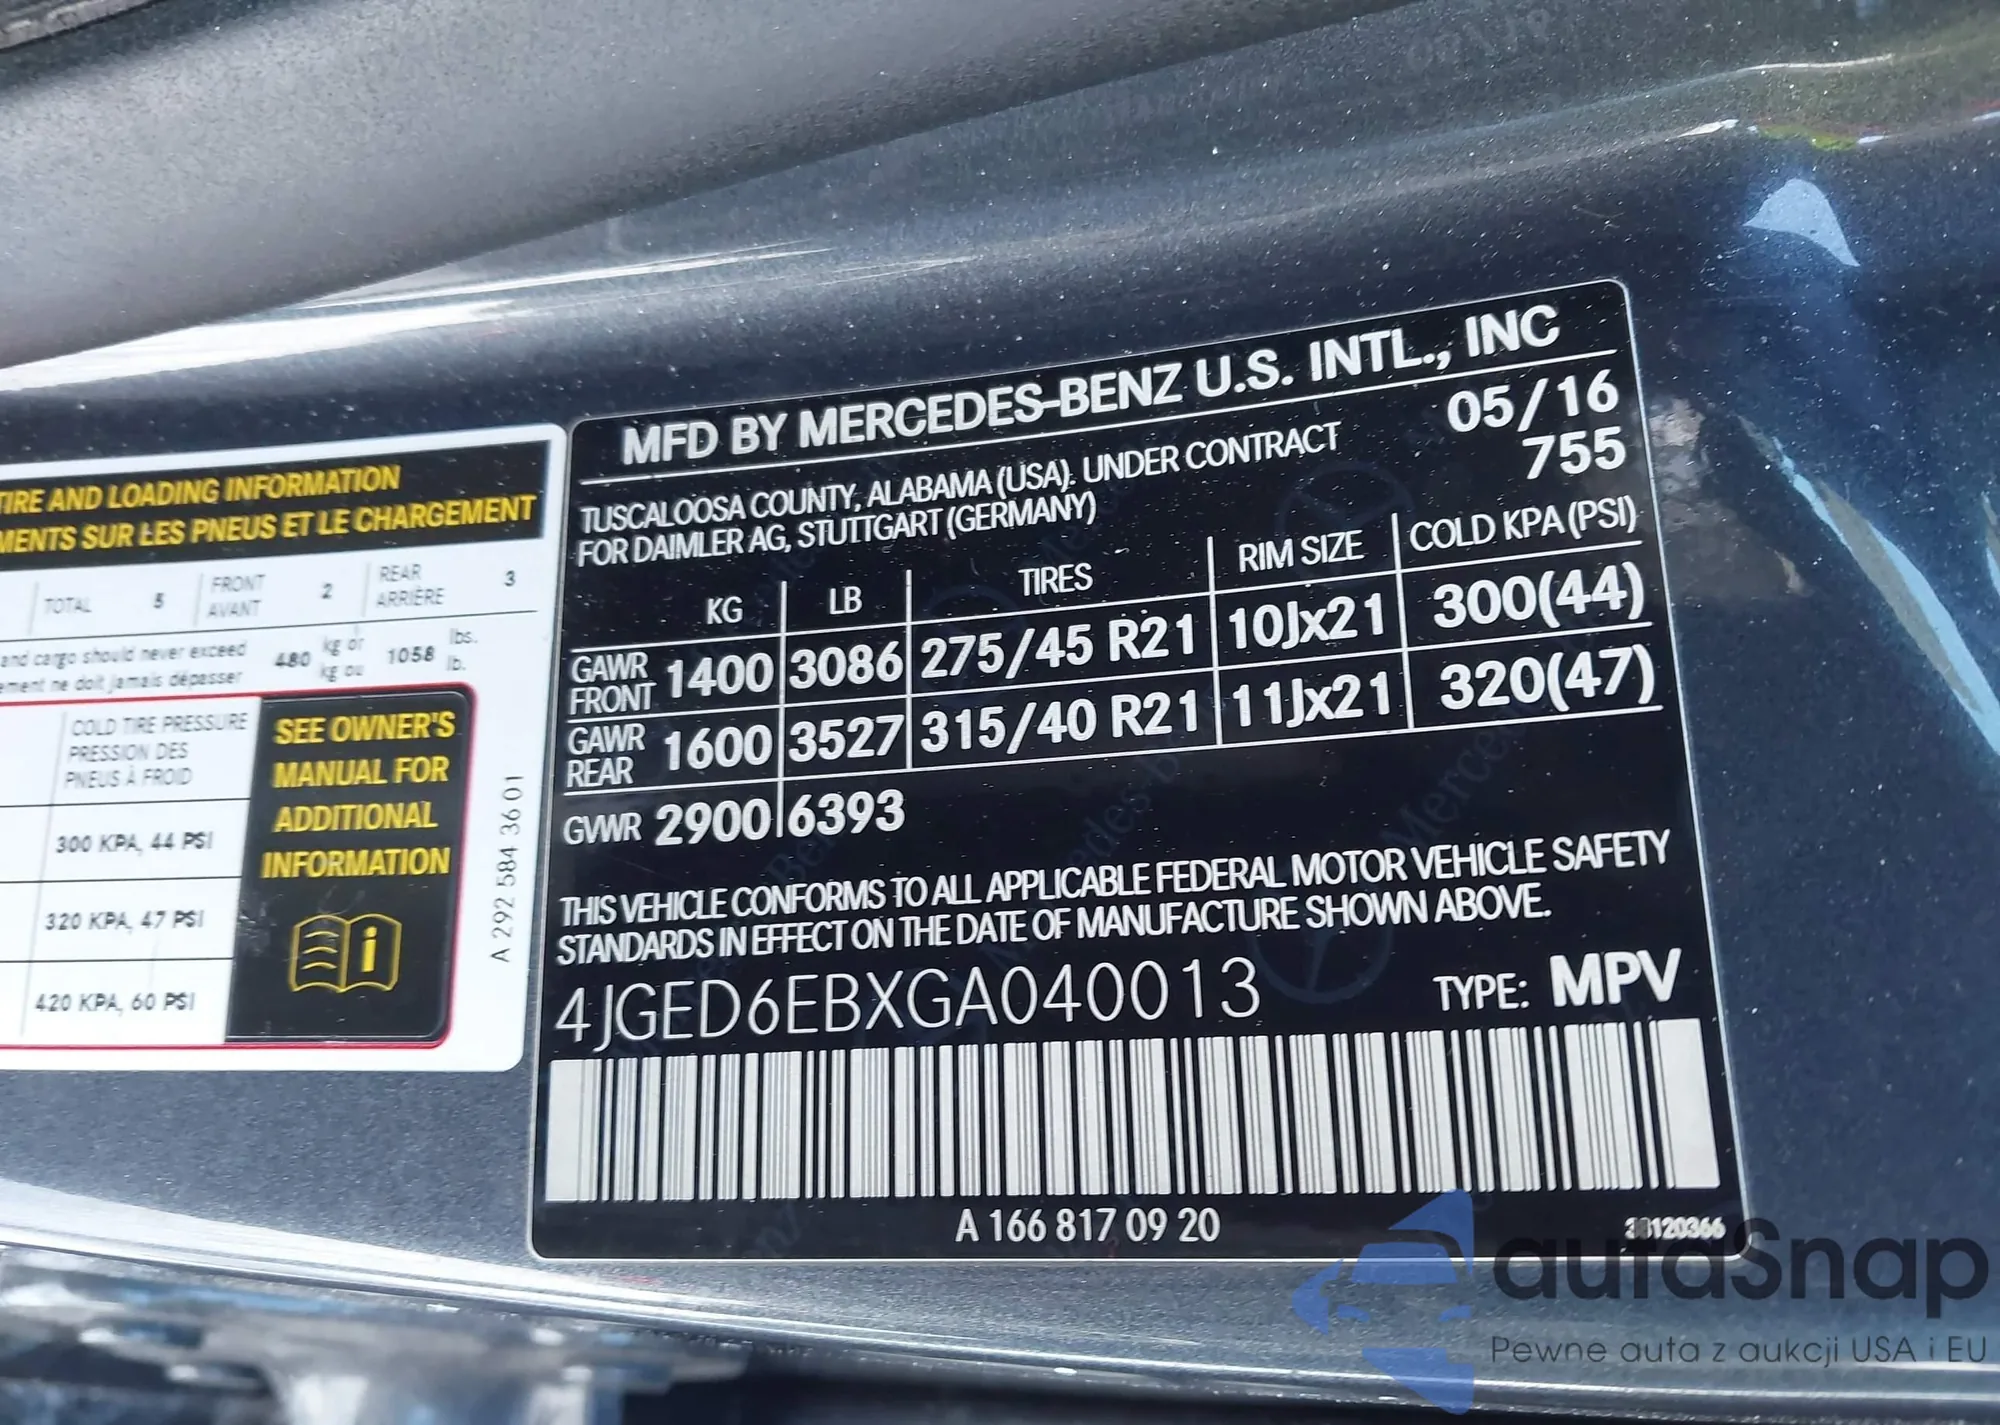 TIRE AND LOADING INFORMATION
MENTS SUR LES PNEUS ET LE CHARGEMENT
TOTAL 5 FRONT 2 REAR 3
AVANT ARRIÈRE
and cargo should never exceed 480 kg or 1058 lbs.
ement ne doit jamais dépasser kg ou lb.
COLD TIRE PRESSURE
PRESSION DES
PNEUS À FROID
300 KPA, 44 PSI
320 KPA, 47 PSI
420 KPA, 60 PSI
SEE OWNER'S
MANUAL FOR
ADDITIONAL
INFORMATION
A 292 584 36 01
MFD BY MERCEDES-BENZ U.S. INTL., INC
TUSCALOOSA COUNTY, ALABAMA (USA). UNDER CONTRACT 05/16
FOR DAIMLER AG, STUTTGART (GERMANY) 755
KG LB TIRES RIM SIZE COLD KPA (PSI)
GAWR FRONT 1400 3086 275/45 R21 10Jx21 300(44)
GAWR REAR 1600 3527 315/40 R21 11Jx21 320(47)
GVWR 2900 6393
THIS VEHICLE CONFORMS TO ALL APPLICABLE FEDERAL MOTOR VEHICLE SAFETY
STANDARDS IN EFFECT ON THE DATE OF MANUFACTURE SHOWN ABOVE.
4JGED6EBXGA040013 TYPE: MPV
A 166 817 09 20
autaSnap
Pewne auta z aukcji USA i EU